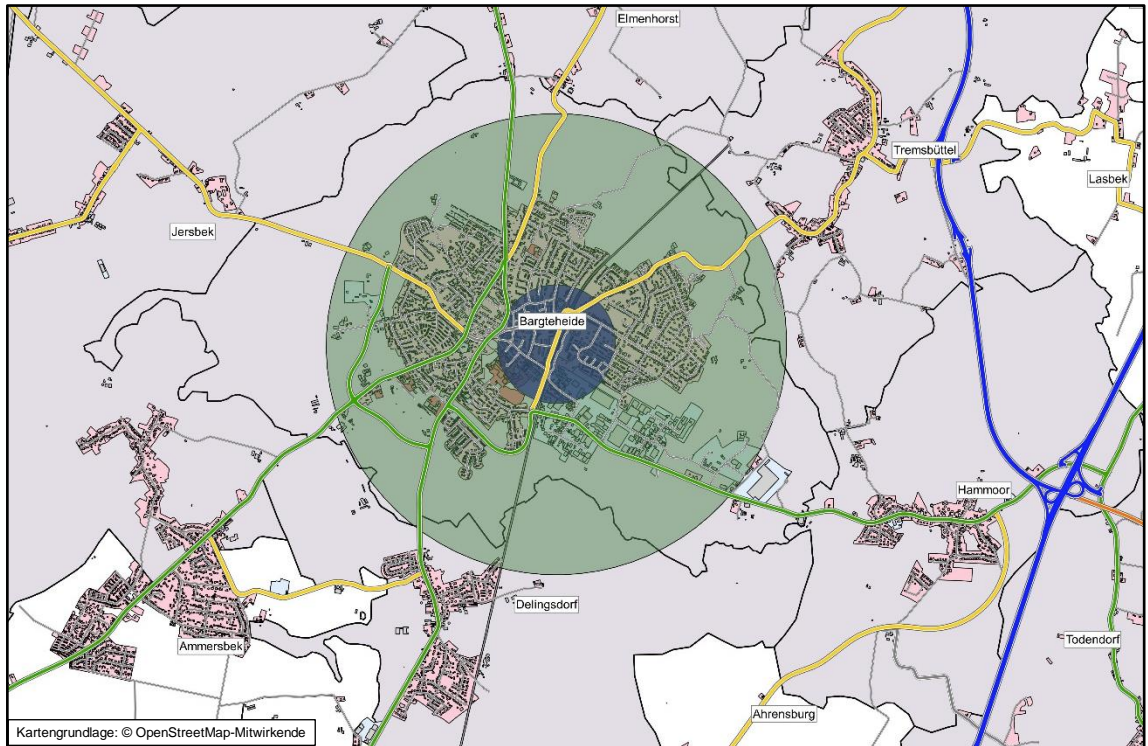 Elmenhorst
Tremsbüttel
Lasbek
Jersbek
Bargteheide
Hammoor
Delingsdorf
Ammersbek
Todendorf
Ahrensburg
Kartengrundlage: © OpenStreetMap-Mitwirkende